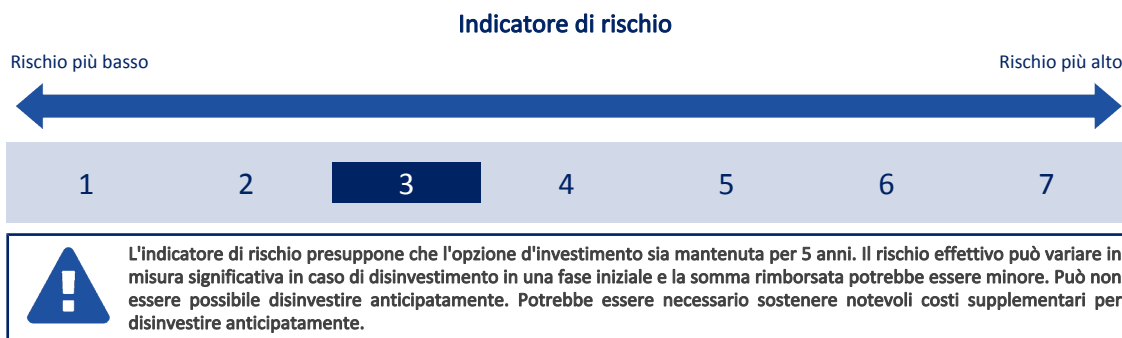 Indicatore di rischio
Rischio più basso Rischio più alto
1 2 3 4 5 6 7
L'indicatore di rischio presuppone che l'opzione d'investimento sia mantenuta per 5 anni. Il rischio effettivo può variare in
misura significativa in caso di disinvestimento in una fase iniziale e la somma rimborsata potrebbe essere minore. Può non
essere possibile disinvestire anticipatamente. Potrebbe essere necessario sostenere notevoli costi supplementari per
disinvestire anticipatamente.